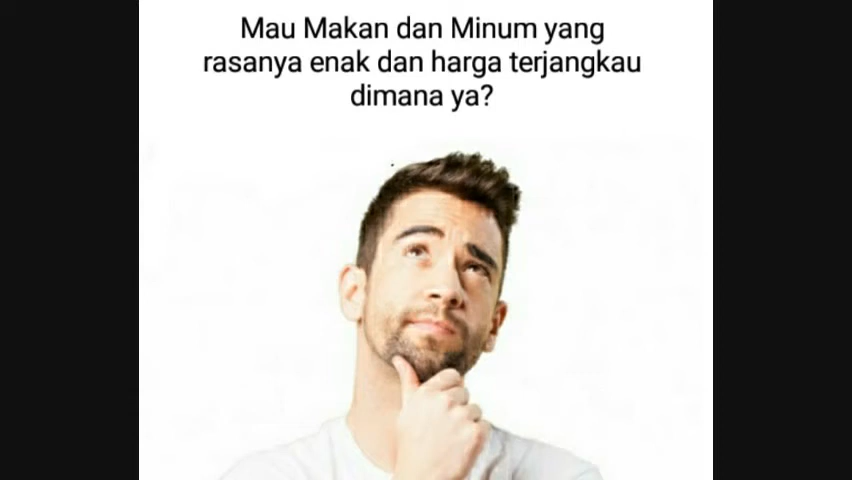 Mau Makan dan Minum yang
rasanya enak dan harga terjangkau
dimana ya?